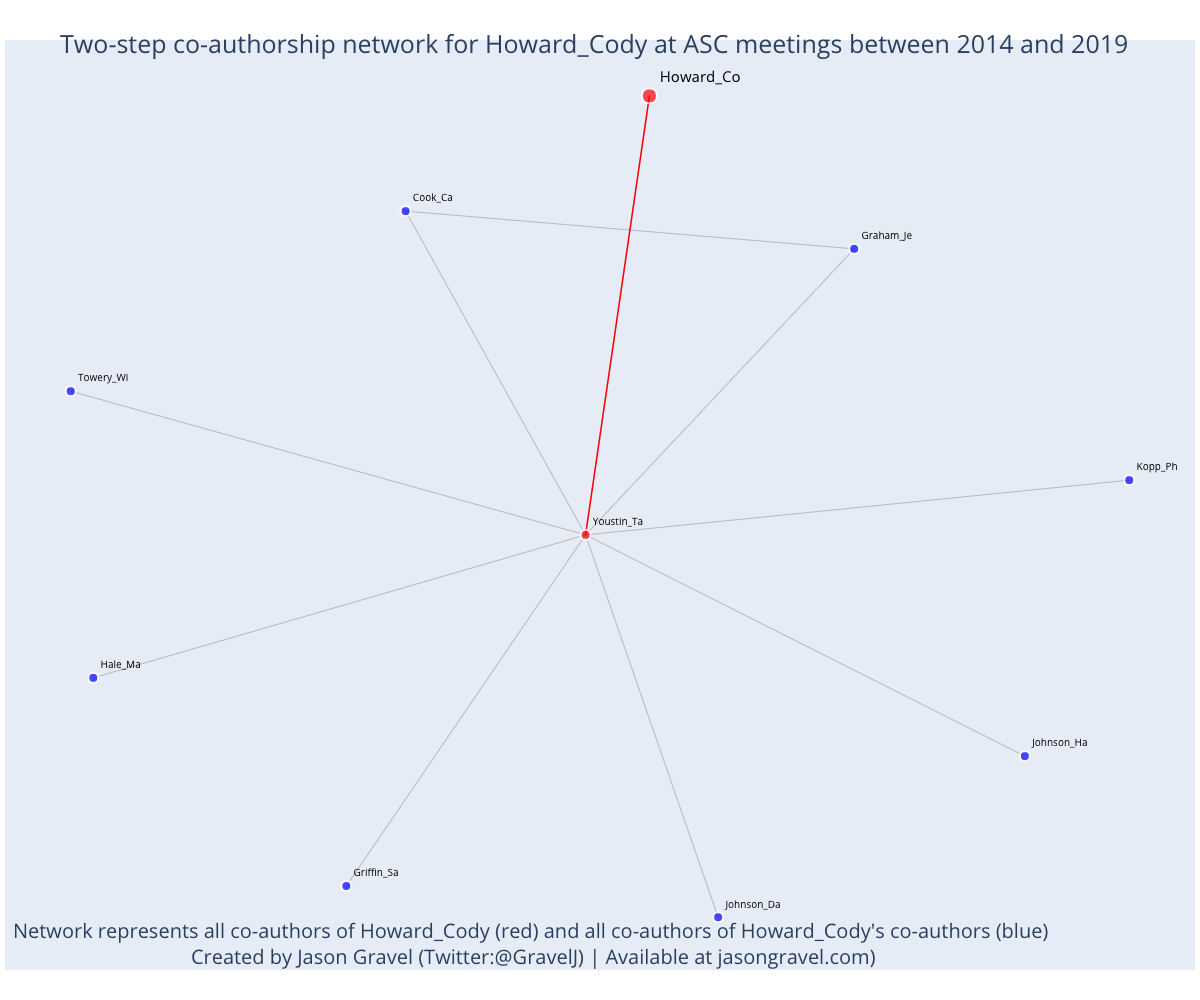 Two-step co-authorship network for Howard_Cody at ASC meetings between 2014 and 2019
Howard_Co
Cook_Ca
Graham_Je
Towery_Wi
Kopp_Ph
Youstin_Ta
Hale_Ma
Johnson_Ha
Griffin_Sa
Johnson_Da
Network represents all co-authors of Howard_Cody (red) and all co-authors of Howard_Cody's co-authors (blue)
Created by Jason Gravel (Twitter:@GravelJ) | Available at jasongravel.com)